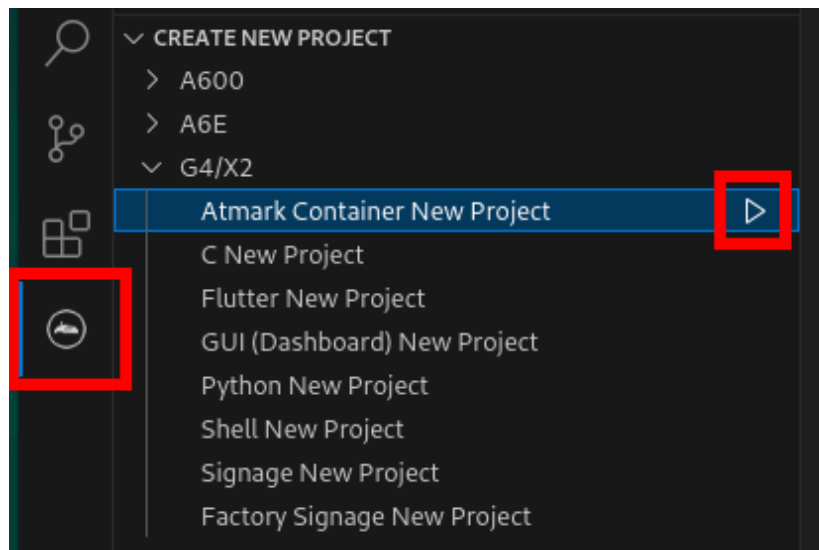 CREATE NEW PROJECT
A600
A6E
G4/X2
Atmark Container New Project
C New Project
Flutter New Project
GUI (Dashboard) New Project
Python New Project
Shell New Project
Signage New Project
Factory Signage New Project